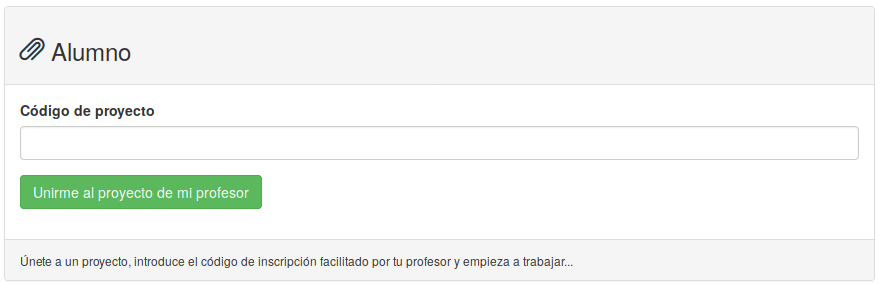 Alumno
Código de proyecto
Unirme al proyecto de mi profesor
Únete a un proyecto, introduce el código de inscripción facilitado por tu profesor y empieza a trabajar...